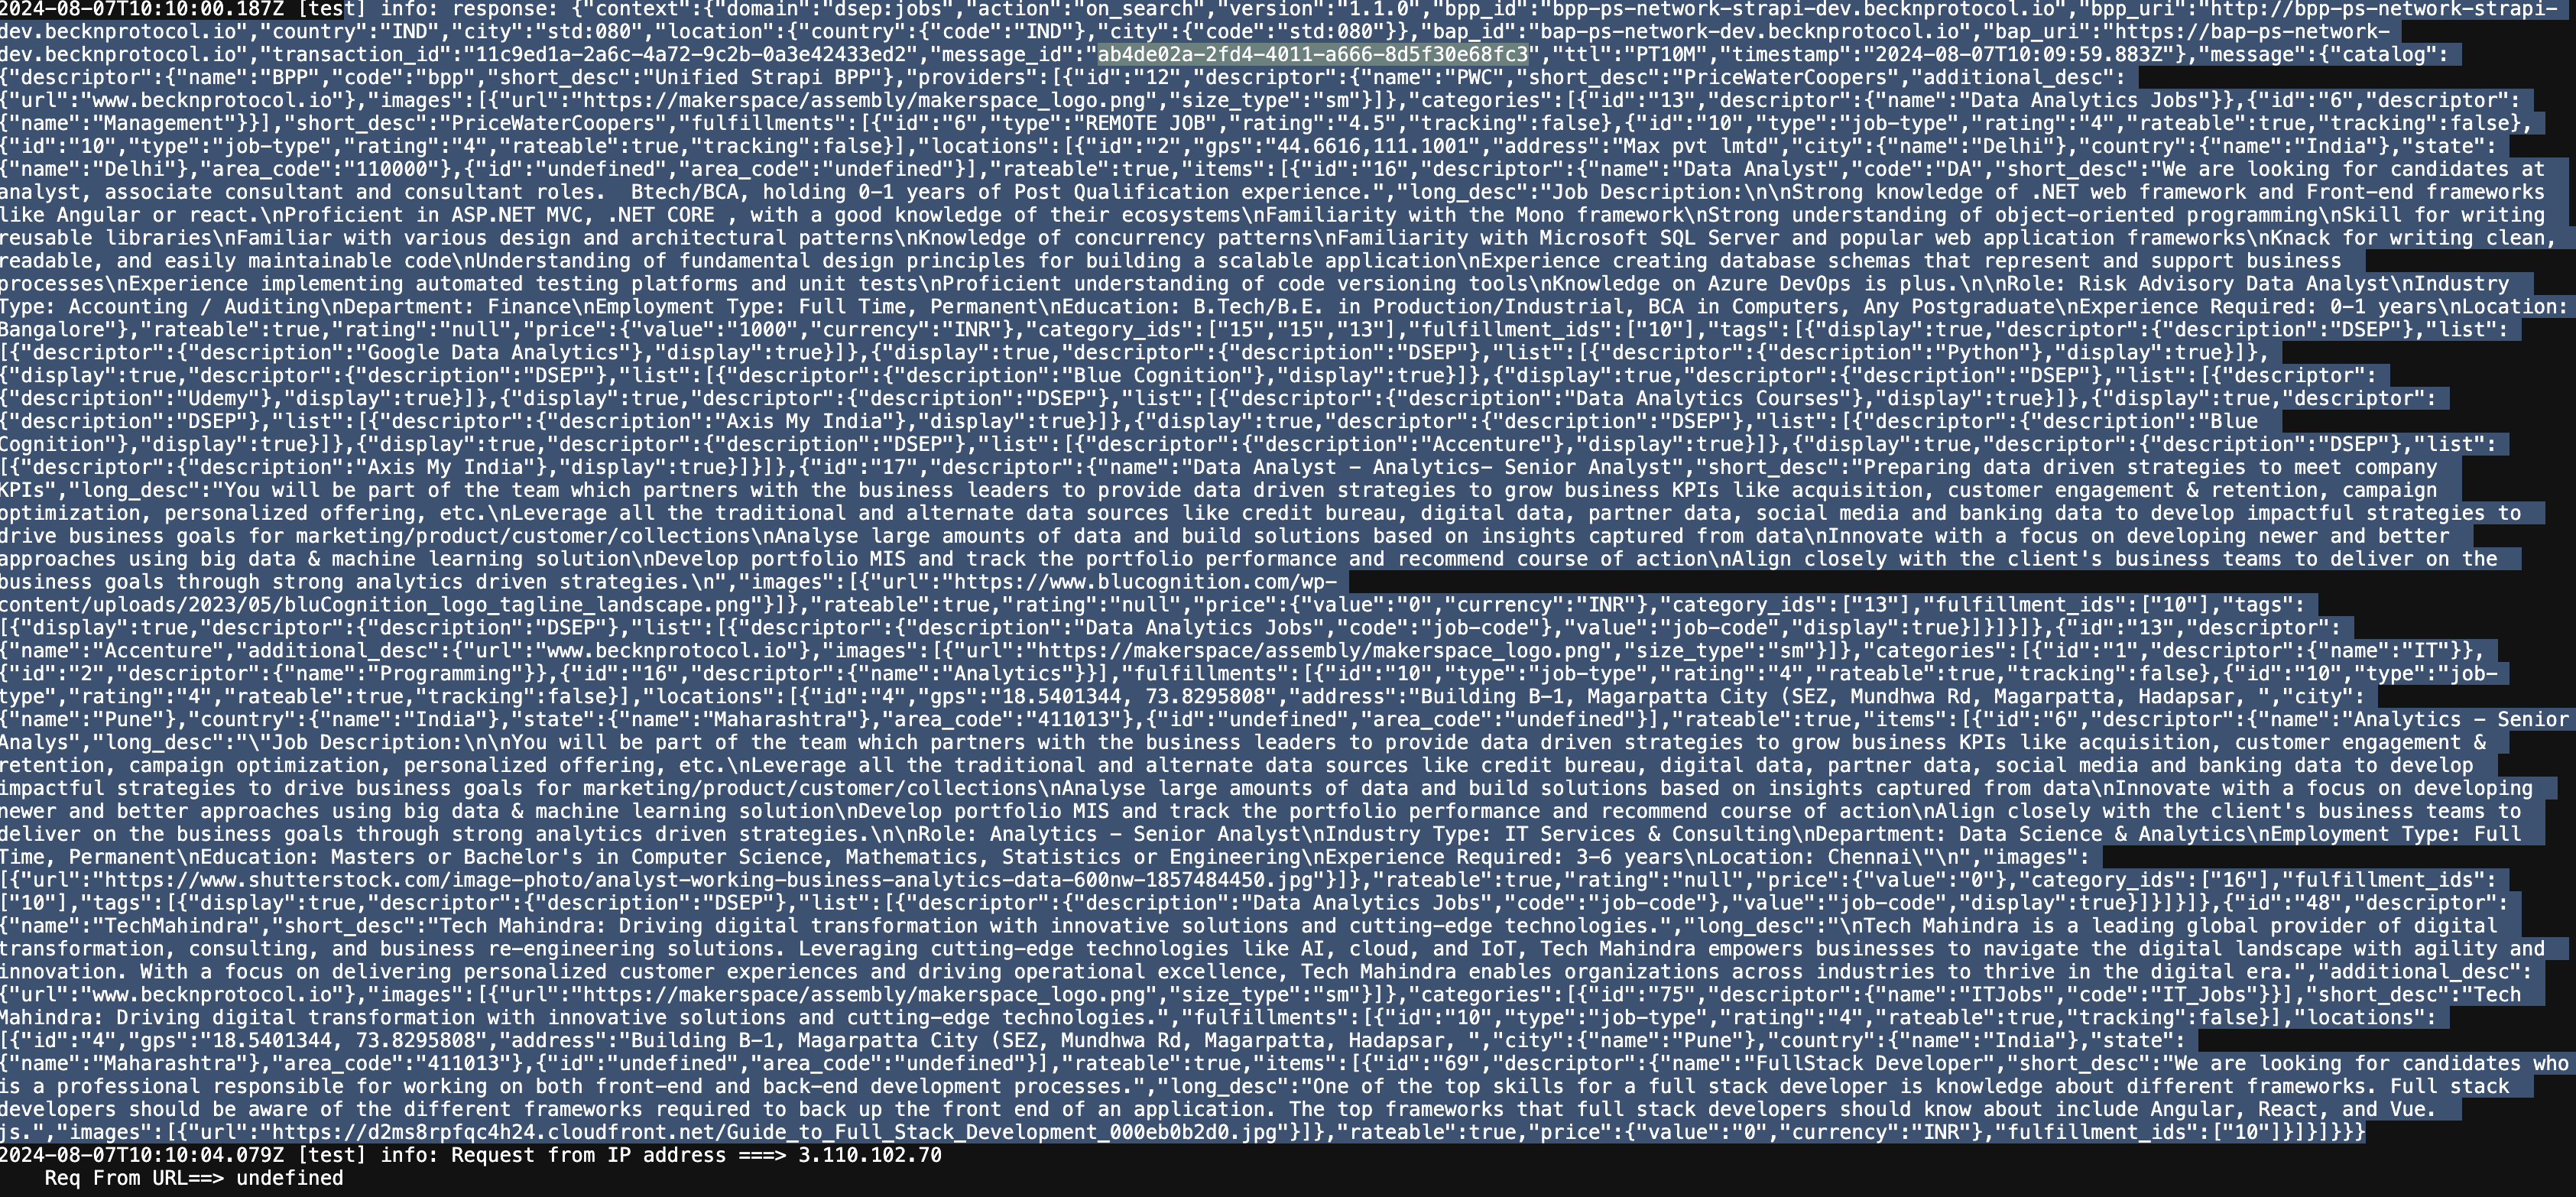 2024-08-07T10:10:00.187Z [test] info: response: {"context":{"domain":"dsep:jobs","action":"on_search","version":"1.1.0","bpp_id":"bpp-ps-network-strapi-dev.becknprotocol.io","bpp_uri":"http://bpp-ps-network-strapi-
dev.becknprotocol.io","country":"IND","city":"std:080","location":{"country":{"code":"IND"},"city":{"code":"std:080"}},"bap_id":"bap-ps-network-dev.becknprotocol.io","bap_uri":"https://bap-ps-network-
dev.becknprotocol.io","transaction_id":"11c9ed1a-2a6c-4a72-9c2b-0a3e42433ed2","message_id":"ab4de02a-2fd4-4011-a666-8d5f30e68fc3","ttl":"PT10M","timestamp":"2024-08-07T10:09:59.883Z"},"message":{"catalog":
{"descriptor":{"name":"BPP","code":"bpp","short_desc":"Unified Strapi BPP"},"providers":[{"id":"12","descriptor":{"name":"PWC","short_desc":"PriceWaterCoopers","additional_desc":
{"url":"www.becknprotocol.io"},"images":[{"url":"https://makerspace/assembly/makerspace_logo.png","size_type":"sm"}]},"categories":[{"id":"13","descriptor":{"name":"Data Analytics Jobs"}},{"id":"6","descriptor":
{"name":"Management"}}],"short_desc":"PriceWaterCoopers","fulfillments":[{"id":"6","type":"REMOTE JOB","rating":"4.5","tracking":false},{"id":"10","type":"job-type","rating":"4","rateable":true,"tracking":false},
{"id":"10","type":"job-type","rating":"4","rateable":true,"tracking":false}],"locations":[{"id":"2","gps":"44.6616,111.1001","address":"Max pvt lmtd","city":{"name":"Delhi"},"country":{"name":"India"},"state":
{"name":"Delhi"},"area_code":"110000"},{"id":"undefined","area_code":"undefined"}],"rateable":true,"items":[{"id":"16","descriptor":{"name":"Data Analyst","code":"DA","short_desc":"We are looking for candidates at
analyst, associate consultant and consultant roles.  Btech/BCA, holding 0-1 years of Post Qualification experience.","long_desc":"Job Description:\n\nStrong knowledge of .NET web framework and Front-end frameworks
like Angular or react.\nProficient in ASP.NET MVC, .NET CORE , with a good knowledge of their ecosystems\nFamiliarity with the Mono framework\nStrong understanding of object-oriented programming\nSkill for writing
reusable libraries\nFamiliar with various design and architectural patterns\nKnowledge of concurrency patterns\nFamiliarity with Microsoft SQL Server and popular web application frameworks\nKnack for writing clean,
readable, and easily maintainable code\nUnderstanding of fundamental design principles for building a scalable application\nExperience creating database schemas that represent and support business
processes\nExperience implementing automated testing platforms and unit tests\nProficient understanding of code versioning tools\nKnowledge on Azure DevOps is plus.\n\nRole: Risk Advisory Data Analyst\nIndustry
Type: Accounting / Auditing\nDepartment: Finance\nEmployment Type: Full Time, Permanent\nEducation: B.Tech/B.E. in Production/Industrial, BCA in Computers, Any Postgraduate\nExperience Required: 0-1 years\nLocation:
Bangalore"},"rateable":true,"rating":"null","price":{"value":"1000","currency":"INR"},"category_ids":["15","15","13"],"fulfillment_ids":["10"],"tags":[{"display":true,"descriptor":{"description":"DSEP"},"list":
[{"descriptor":{"description":"Google Data Analytics"},"display":true}]},{"display":true,"descriptor":{"description":"DSEP"},"list":[{"descriptor":{"description":"Python"},"display":true}]},
{"display":true,"descriptor":{"description":"DSEP"},"list":[{"descriptor":{"description":"Blue Cognition"},"display":true}]},{"display":true,"descriptor":{"description":"DSEP"},"list":[{"descriptor":
{"description":"Udemy"},"display":true}]},{"display":true,"descriptor":{"description":"DSEP"},"list":[{"descriptor":{"description":"Data Analytics Courses"},"display":true}]},{"display":true,"descriptor":
{"description":"DSEP"},"list":[{"descriptor":{"description":"Axis My India"},"display":true}]},{"display":true,"descriptor":{"description":"DSEP"},"list":[{"descriptor":{"description":"Blue
Cognition"},"display":true}]},{"display":true,"descriptor":{"description":"DSEP"},"list":[{"descriptor":{"description":"Accenture"},"display":true}]},{"display":true,"descriptor":{"description":"DSEP"},"list":
[{"descriptor":{"description":"Axis My India"},"display":true}]}]},{"id":"17","descriptor":{"name":"Data Analyst – Analytics- Senior Analyst","short_desc":"Preparing data driven strategies to meet company
KPIs","long_desc":"You will be part of the team which partners with the business leaders to provide data driven strategies to grow business KPIs like acquisition, customer engagement & retention, campaign
optimization, personalized offering, etc.\nLeverage all the traditional and alternate data sources like credit bureau, digital data, partner data, social media and banking data to develop impactful strategies to
drive business goals for marketing/product/customer/collections\nAnalyse large amounts of data and build solutions based on insights captured from data\nInnovate with a focus on developing newer and better
approaches using big data & machine learning solution\nDevelop portfolio MIS and track the portfolio performance and recommend course of action\nAlign closely with the client's business teams to deliver on the
business goals through strong analytics driven strategies.\n","images":[{"url":"https://www.blucognition.com/wp-
content/uploads/2023/05/bluCognition_logo_tagline_landscape.png"}]},"rateable":true,"rating":"null","price":{"value":"0","currency":"INR"},"category_ids":["13"],"fulfillment_ids":["10"],"tags":
[{"display":true,"descriptor":{"description":"DSEP"},"list":[{"descriptor":{"description":"Data Analytics Jobs","code":"job-code"},"value":"job-code","display":true}]}]}]},{"id":"13","descriptor":
{"name":"Accenture","additional_desc":{"url":"www.becknprotocol.io"},"images":[{"url":"https://makerspace/assembly/makerspace_logo.png","size_type":"sm"}]},"categories":[{"id":"1","descriptor":{"name":"IT"}},
{"id":"2","descriptor":{"name":"Programming"}},{"id":"16","descriptor":{"name":"Analytics"}}],"fulfillments":[{"id":"10","type":"job-type","rating":"4","rateable":true,"tracking":false},{"id":"10","type":"job-
type","rating":"4","rateable":true,"tracking":false}],"locations":[{"id":"4","gps":"18.5401344, 73.8295808","address":"Building B-1, Magarpatta City (SEZ, Mundhwa Rd, Magarpatta, Hadapsar, ","city":
{"name":"Pune"},"country":{"name":"India"},"state":{"name":"Maharashtra"},"area_code":"411013"},{"id":"undefined","area_code":"undefined"}],"rateable":true,"items":[{"id":"6","descriptor":{"name":"Analytics – Senior
Analys","long_desc":"\"Job Description:\n\nYou will be part of the team which partners with the business leaders to provide data driven strategies to grow business KPIs like acquisition, customer engagement &
retention, campaign optimization, personalized offering, etc.\nLeverage all the traditional and alternate data sources like credit bureau, digital data, partner data, social media and banking data to develop
impactful strategies to drive business goals for marketing/product/customer/collections\nAnalyse large amounts of data and build solutions based on insights captured from data\nInnovate with a focus on developing
newer and better approaches using big data & machine learning solution\nDevelop portfolio MIS and track the portfolio performance and recommend course of action\nAlign closely with the client's business teams to
deliver on the business goals through strong analytics driven strategies.\n\nRole: Analytics – Senior Analyst\nIndustry Type: IT Services & Consulting\nDepartment: Data Science & Analytics\nEmployment Type: Full
Time, Permanent\nEducation: Masters or Bachelor's in Computer Science, Mathematics, Statistics or Engineering\nExperience Required: 3-6 years\nLocation: Chennai\"\n","images":
[{"url":"https://www.shutterstock.com/image-photo/analyst-working-business-analytics-data-600nw-1857484450.jpg"}]},"rateable":true,"rating":"null","price":{"value":"0"},"category_ids":["16"],"fulfillment_ids":
["10"],"tags":[{"display":true,"descriptor":{"description":"DSEP"},"list":[{"descriptor":{"description":"Data Analytics Jobs","code":"job-code"},"value":"job-code","display":true}]}]}]},{"id":"48","descriptor":
{"name":"TechMahindra","short_desc":"Tech Mahindra: Driving digital transformation with innovative solutions and cutting-edge technologies.","long_desc":"\nTech Mahindra is a leading global provider of digital
transformation, consulting, and business re-engineering solutions. Leveraging cutting-edge technologies like AI, cloud, and IoT, Tech Mahindra empowers businesses to navigate the digital landscape with agility and
innovation. With a focus on delivering personalized customer experiences and driving operational excellence, Tech Mahindra enables organizations across industries to thrive in the digital era.","additional_desc":
{"url":"www.becknprotocol.io"},"images":[{"url":"https://makerspace/assembly/makerspace_logo.png","size_type":"sm"}]},"categories":[{"id":"75","descriptor":{"name":"ITJobs","code":"IT_Jobs"}}],"short_desc":"Tech
Mahindra: Driving digital transformation with innovative solutions and cutting-edge technologies.","fulfillments":[{"id":"10","type":"job-type","rating":"4","rateable":true,"tracking":false}],"locations":
[{"id":"4","gps":"18.5401344, 73.8295808","address":"Building B-1, Magarpatta City (SEZ, Mundhwa Rd, Magarpatta, Hadapsar, ","city":{"name":"Pune"},"country":{"name":"India"},"state":
{"name":"Maharashtra"},"area_code":"411013"},{"id":"undefined","area_code":"undefined"}],"rateable":true,"items":[{"id":"69","descriptor":{"name":"FullStack Developer","short_desc":"We are looking for candidates who
is a professional responsible for working on both front-end and back-end development processes.","long_desc":"One of the top skills for a full stack developer is knowledge about different frameworks. Full stack
developers should be aware of the different frameworks required to back up the front end of an application. The top frameworks that full stack developers should know about include Angular, React, and Vue.
js.","images":[{"url":"https://d2ms8rpfqc4h24.cloudfront.net/Guide_to_Full_Stack_Development_000eb0b2d0.jpg"}]},"rateable":true,"price":{"value":"0","currency":"INR"},"fulfillment_ids":["10"]}]}]}}}
2024-08-07T10:10:04.079Z [test] info: Request from IP address ===> 3.110.102.70
    Req From URL==> undefined